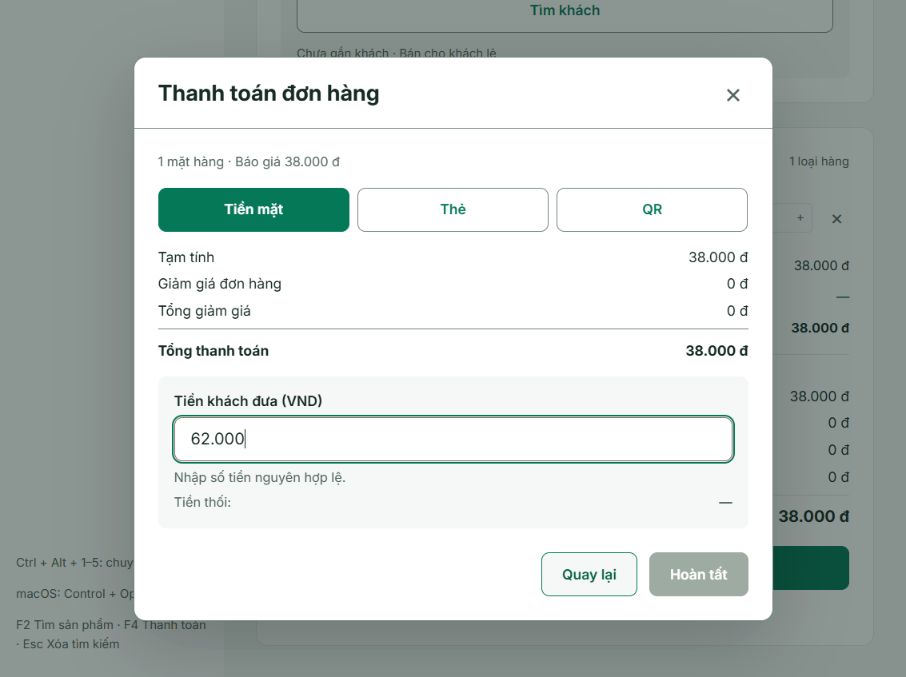 Tìm khách
Chưa gắn khách · Bán cho khách lẻ
Thanh toán đơn hàng
1 mặt hàng · Báo giá 38.000 đ
1 loại hàng
Tiền mặt
Thẻ
QR
+
Tạm tính
38.000 đ
38.000 đ
Giảm giá đơn hàng
0 đ
—
Tổng giảm giá
0 đ
38.000 đ
Tổng thanh toán
38.000 đ
Tiền khách đưa (VND)
38.000 đ
0 đ
62.000
0 đ
Nhập số tiền nguyên hợp lệ.
0 đ
Tiền thối:
—
38.000 đ
Ctrl + Alt + 1–5: chuy
Quay lại
Hoàn tất
macOS: Control + Op
F2 Tìm sản phẩm · F4 Thanh toán
· Esc Xóa tìm kiếm